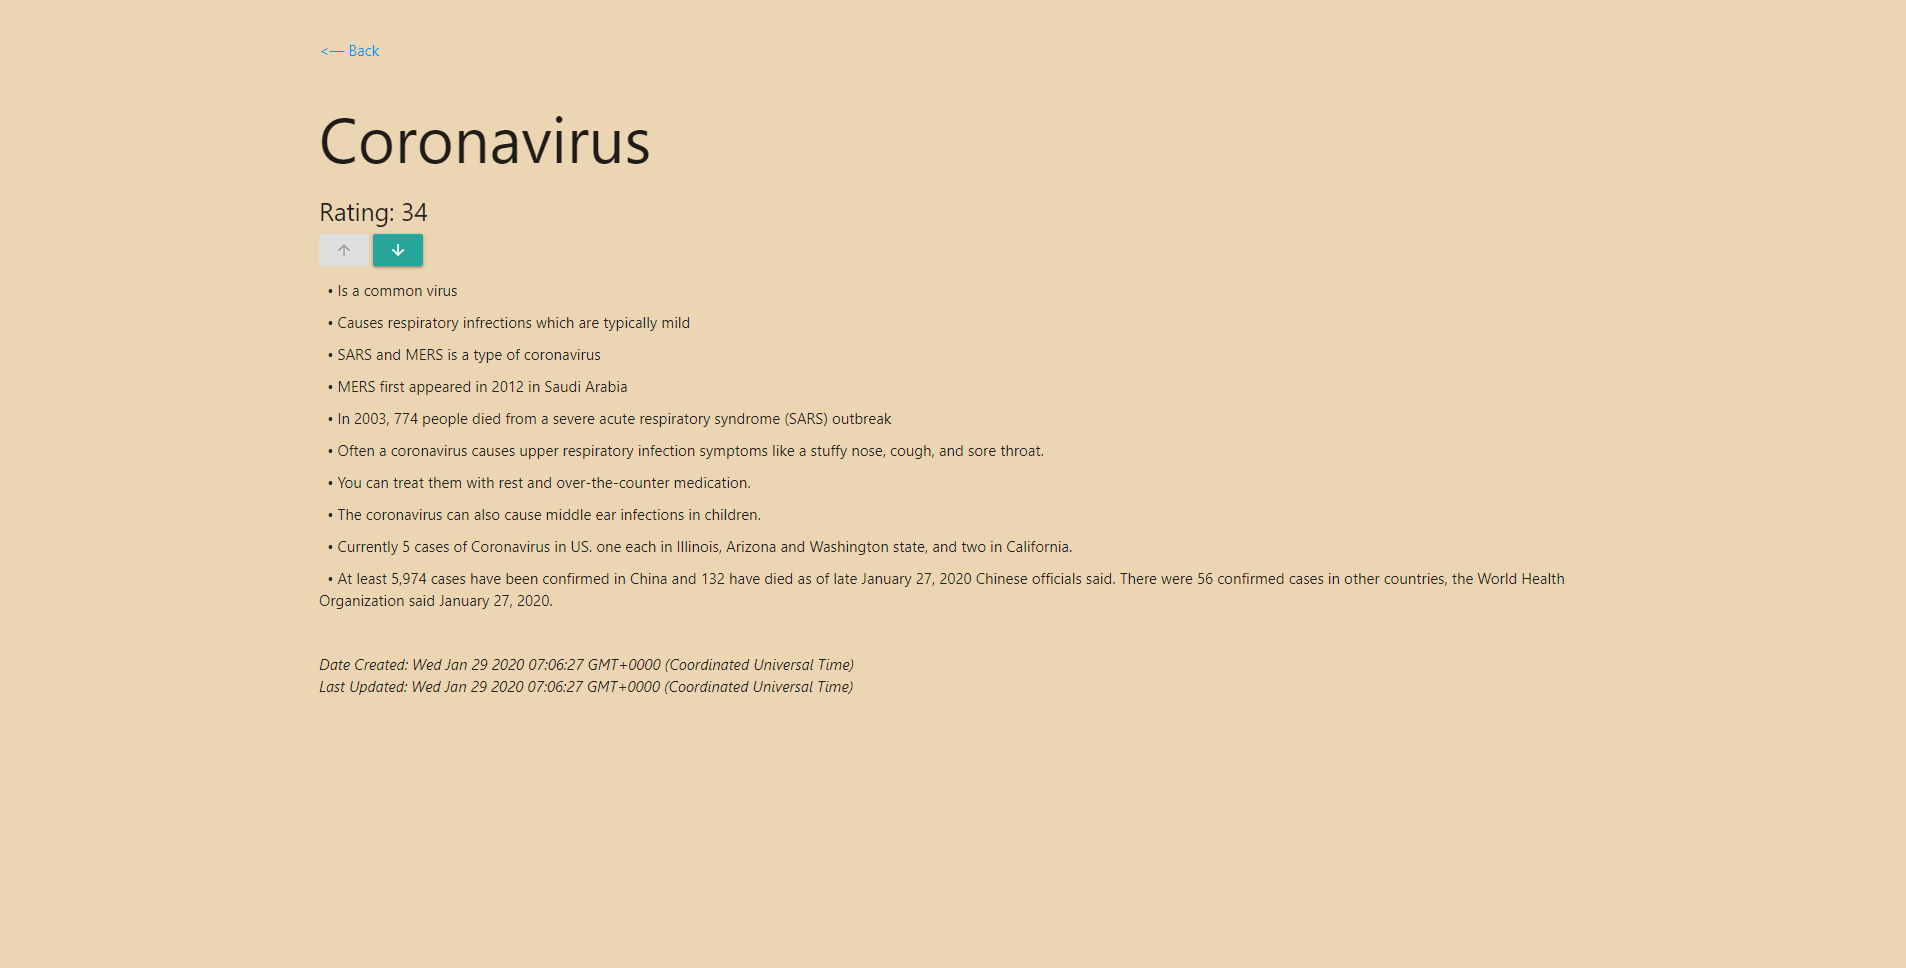 <— Back
Coronavirus
Rating: 34
• Is a common virus
• Causes respiratory infrections which are typically mild
• SARS and MERS is a type of coronavirus
• MERS first appeared in 2012 in Saudi Arabia
• In 2003, 774 people died from a severe acute respiratory syndrome (SARS) outbreak
• Often a coronavirus causes upper respiratory infection symptoms like a stuffy nose, cough, and sore throat.
• You can treat them with rest and over-the-counter medication.
• The coronavirus can also cause middle ear infections in children.
• Currently 5 cases of Coronavirus in US. one each in Illinois, Arizona and Washington state, and two in California.
• At least 5,974 cases have been confirmed in China and 132 have died as of late January 27, 2020 Chinese officials said. There were 56 confirmed cases in other countries, the World Health
Organization said January 27, 2020.
Date Created: Wed Jan 29 2020 07:06:27 GMT+0000 (Coordinated Universal Time)
Last Updated: Wed Jan 29 2020 07:06:27 GMT+0000 (Coordinated Universal Time)